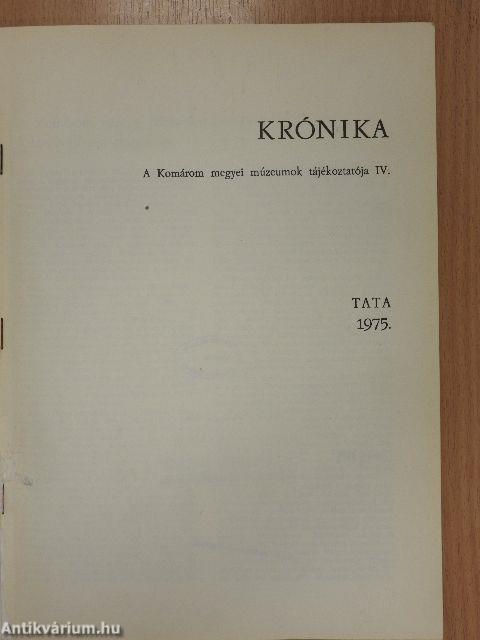 KRÓNIKA
A Komárom megyei múzeumok tájékoztatója IV.
TATA
1975.
Antikvárium.hu